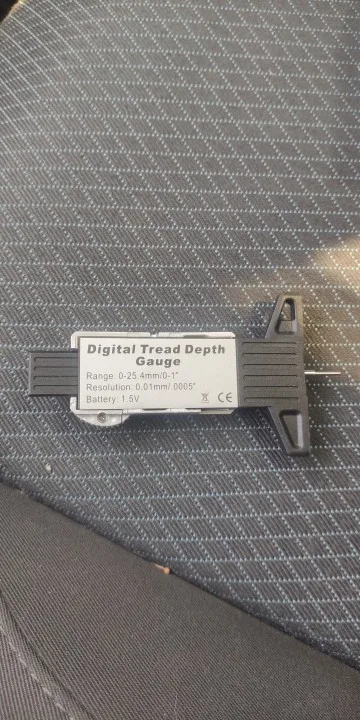 Digital Tread Depth
Gauge
Range: 0-25.4mm/0-1"
Resolution: 0.01mm/.0005"
Battery: 1.5V CE